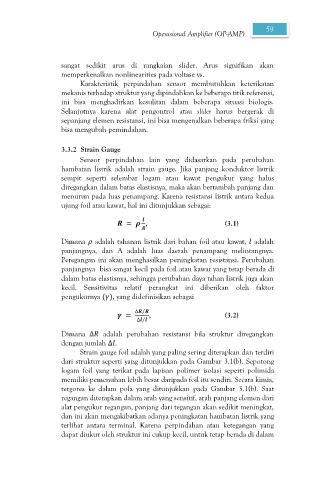 Operasional Amplifier (OP-AMP) 59
sangat sedikit arus di rangkaian slider. Arus signifikan akan
memperkenalkan nonlinearities pada voltase vs.
Karakteristik perpindahan sensor membutuhkan keterikatan
mekanis terhadap struktur yang dipindahkan ke beberapa titik referensi,
ini bisa menghadirkan kesulitan dalam beberapa situasi biologis.
Selanjutnya karena alat pengontrol atau slider harus bergerak di
sepanjang elemen resistansi, ini bisa mengenalkan beberapa friksi yang
bisa mengubah pemindahan.
3.3.2 Strain Gauge
Sensor perpindahan lain yang didasarkan pada perubahan
hambatan listrik adalah strain gauge. Jika panjang konduktor listrik
sempit seperti selembar logam atau kawat pengukur yang halus
diregangkan dalam batas elastisnya, maka akan bertambah panjang dan
menurun pada luas penampang. Karena resistansi listrik antara kedua
ujung foil atau kawat, hal ini ditunjukkan sebagai:
R = ρ l/A, (3.1)
Dimana ρ adalah tahanan listrik dari bahan foil atau kawat, l adalah
panjangnya, dan A adalah luas daerah penampang melintangnya.
Peregangan ini akan menghasilkan peningkatan resistansi. Perubahan
panjangnya bisa sangat kecil pada foil atau kawat yang tetap berada di
dalam batas elastisnya, sehingga perubahan daya tahan listrik juga akan
kecil. Sensitivitas relatif perangkat ini diberikan oleh faktor
pengukurnya (γ), yang didefinisikan sebagai
γ = ΔR/R / Δl/l, (3.2)
Dimana ΔR adalah perubahan resistansi bila struktur diregangkan
dengan jumlah Δl.
Strain gauge foil adalah yang paling sering diterapkan dan terdiri
dari struktur seperti yang ditunjukkan pada Gambar 3.1(b). Sepotong
logam foil yang terikat pada lapisan polimer isolasi seperti polimida
memiliki pemenuhan lebih besar daripada foil itu sendiri. Secara kimia,
tergores ke dalam pola yang ditunjukkan pada Gambar 3.1(b). Saat
regangan diterapkan dalam arah yang sensitif, arah panjang elemen dari
alat pengukur regangan, panjang dari tegangan akan sedikit meningkat,
dan ini akan mengakibatkan adanya peningkatan hambatan listrik yang
terlihat antara terminal. Karena perpindahan atau ketegangan yang
dapat diukur oleh struktur ini cukup kecil, untuk tetap berada di dalam